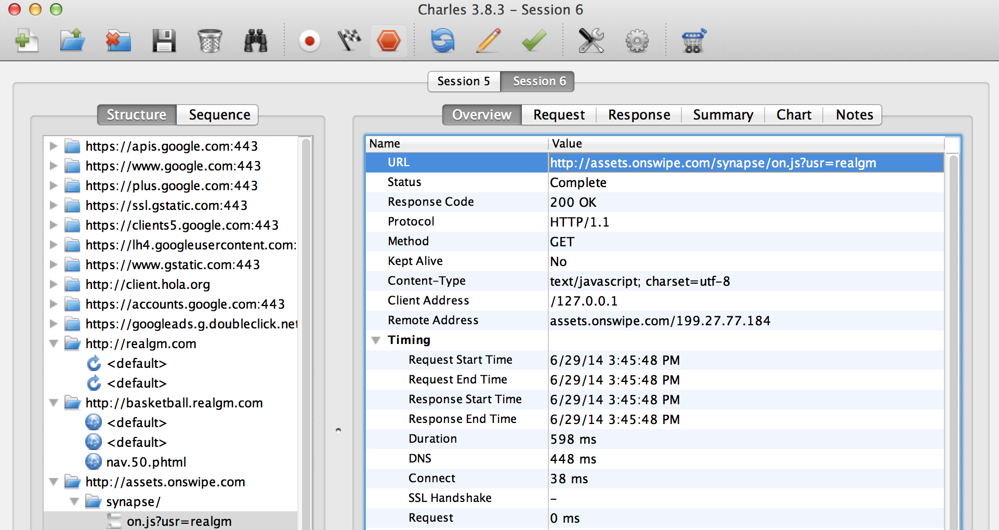 Charles 3.8.3 – Session 6
Session 5 Session 6
Structure Sequence
https://apis.google.com:443
https://www.google.com:443
https://plus.google.com:443
https://ssl.gstatic.com:443
https://clients5.google.com:443
https://lh4.googleusercontent.com:
https://www.gstatic.com:443
http://client.hola.org
https://accounts.google.com:443
https://googleads.g.doubleclick.net
http://realgm.com
<default>
<default>
http://basketball.realgm.com
<default>
<default>
nav.50.phtml
http://assets.onswipe.com
synapse/
on.js?usr=realgm
Overview Request Response Summary Chart Notes
Name Value
URL http://assets.onswipe.com/synapse/on.js?usr=realgm
Status Complete
Response Code 200 OK
Protocol HTTP/1.1
Method GET
Kept Alive No
Content-Type text/javascript; charset=utf-8
Client Address /127.0.0.1
Remote Address assets.onswipe.com/199.27.77.184
Timing
Request Start Time 6/29/14 3:45:48 PM
Request End Time 6/29/14 3:45:48 PM
Response Start Time 6/29/14 3:45:48 PM
Response End Time 6/29/14 3:45:48 PM
Duration 598 ms
DNS 448 ms
Connect 38 ms
SSL Handshake -
Request 0 ms